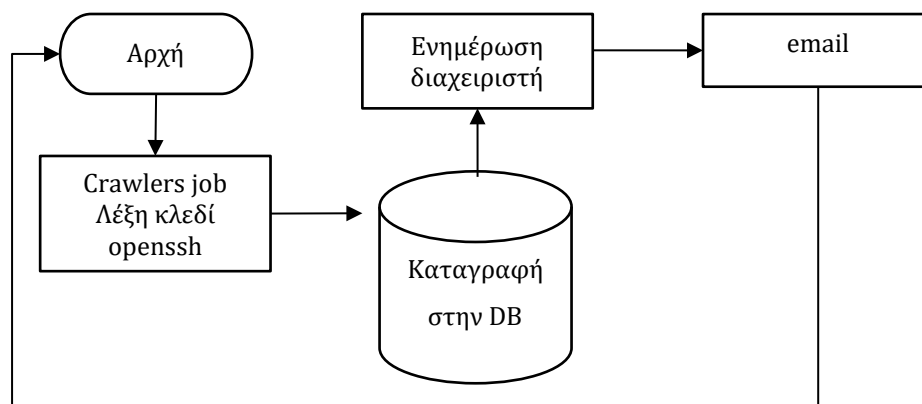 Αρχή
Crawlers job
Λέξη κλεδί
openssh
Καταγραφή
στην DB
Ενημέρωση
διαχειριστή
email